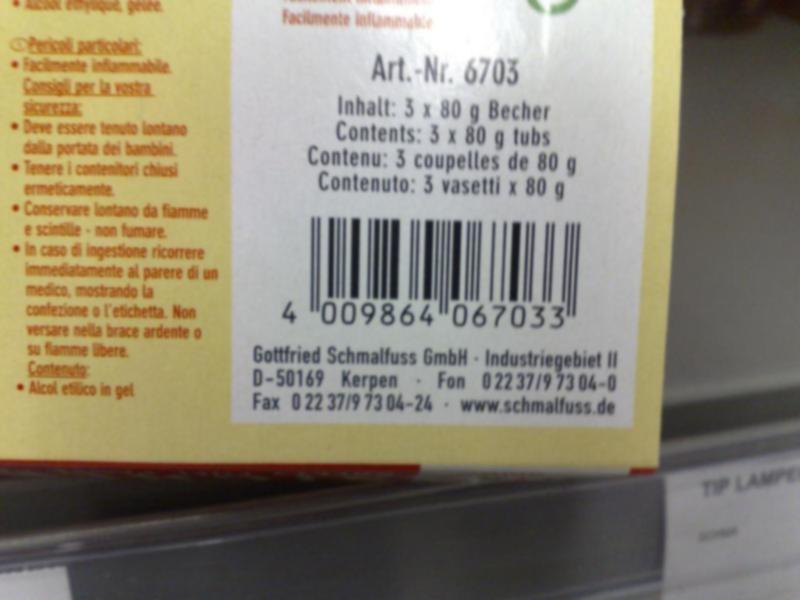 • Alcool éthylique, gélée.
Pericoli particolari:
• Facilmente infiammabile.
Consigli per la vostra
sicurezza:
• Deve essere tenuto lontano
dalla portata dei bambini.
• Tenere i contenitori chiusi
ermeticamente.
• Conservare lontano da fiamme
e scintille - non fumare.
• In caso di ingestione ricorrere
immediatamente al parere di un
medico, mostrando la
confezione o l'etichetta. Non
versare nella brace ardente o
su fiamme libere.
Contenuto:
• Alcol etilico in gel
Facilmente inflammable
Art.-Nr. 6703
Inhalt: 3 x 80 g Becher
Contents: 3 x 80 g tubs
Contenu: 3 coupelles de 80 g
Contenuto: 3 vasetti x 80 g
4 009864 067033
Gottfried Schmalfuss GmbH · Industriegebiet II
D-50169 Kerpen · Fon 0 22 37/9 73 04-0
Fax 0 22 37/9 73 04-24 · www.schmalfuss.de
TIP